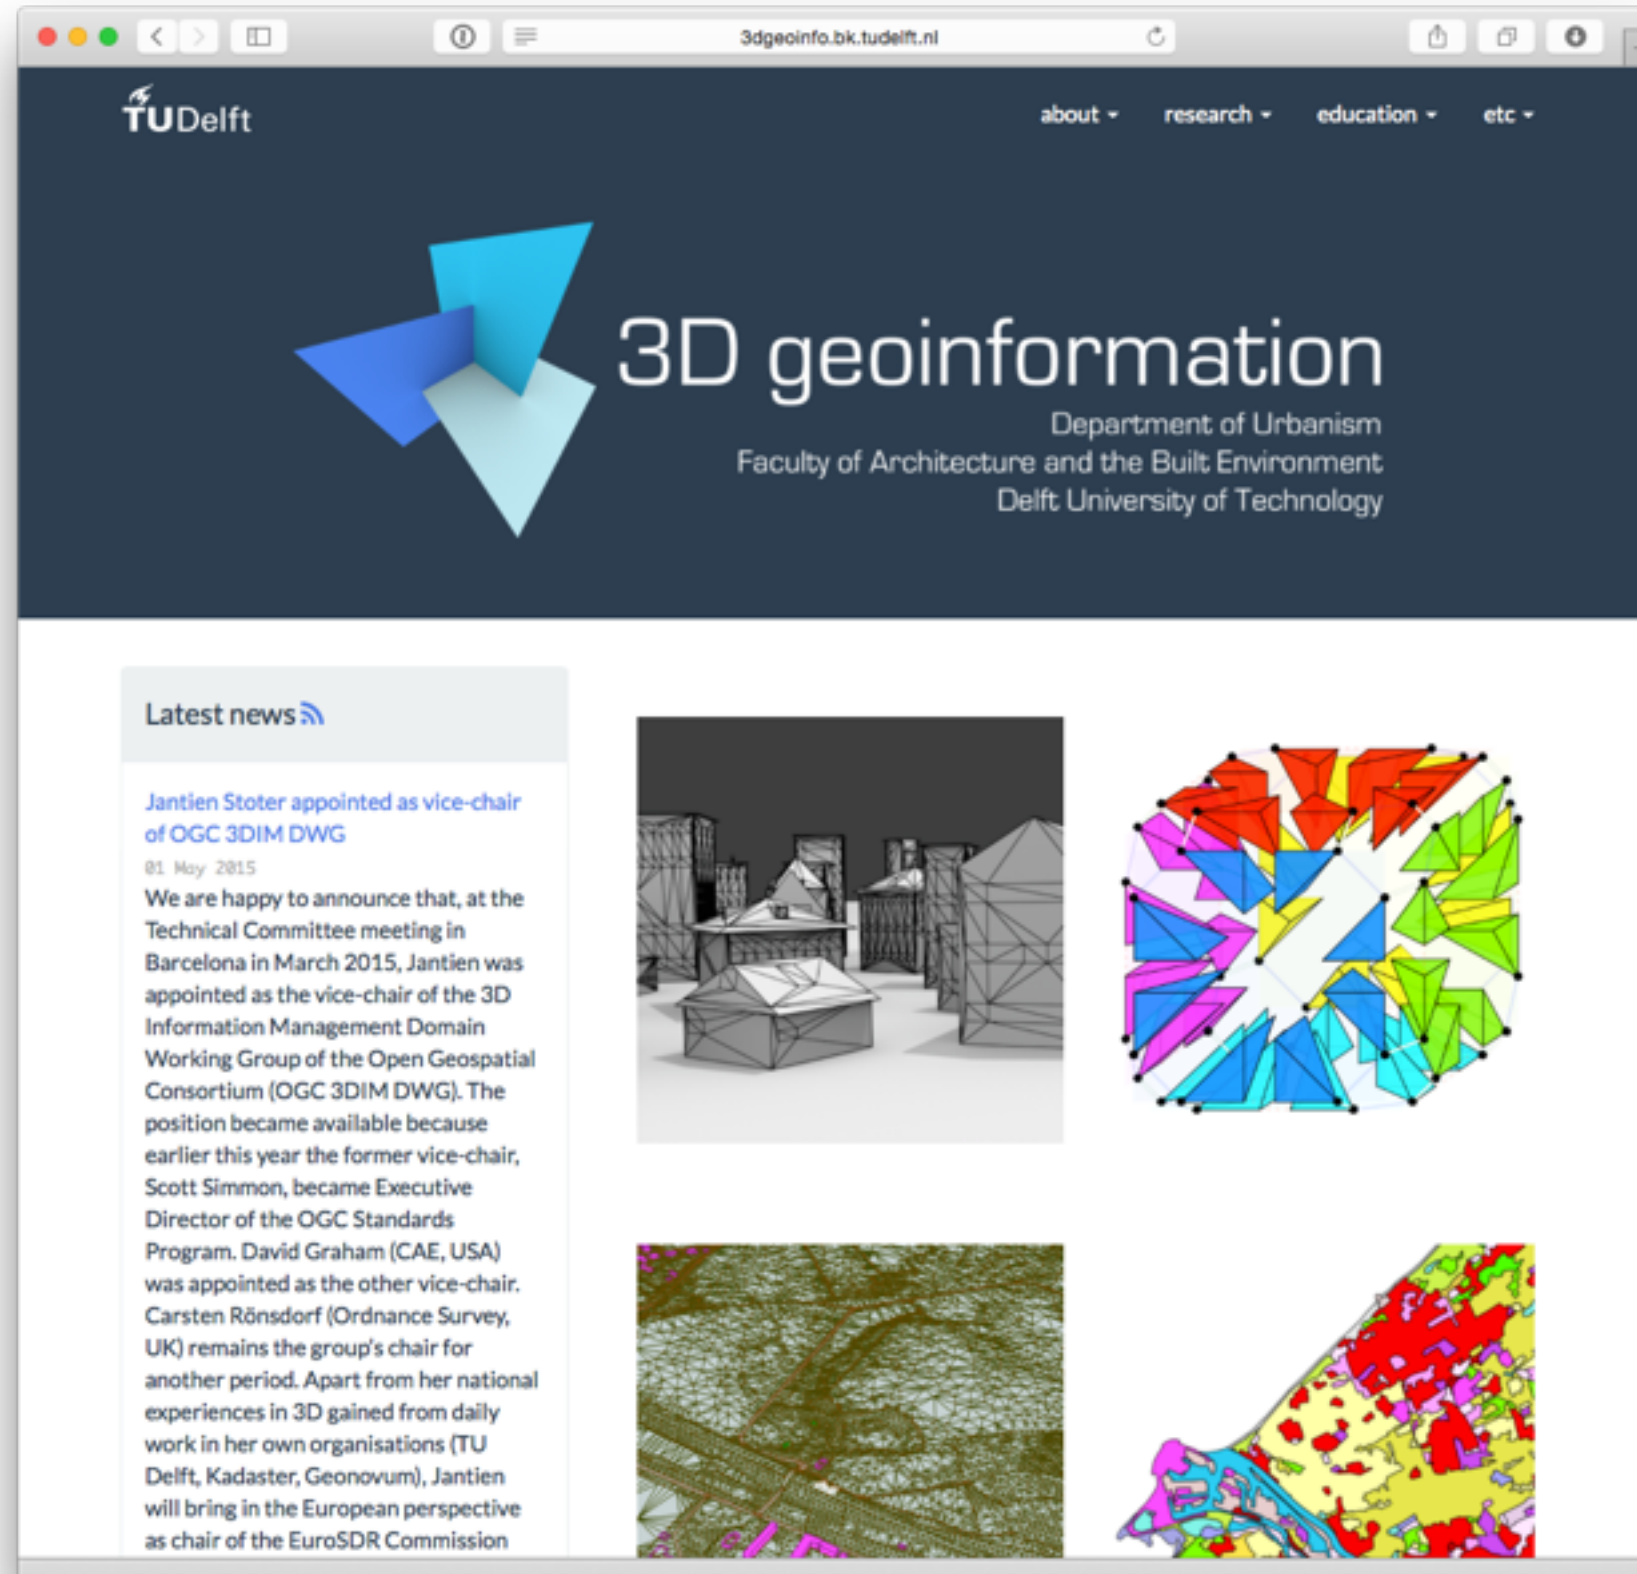 3dgeoinfo.bk.tudelft.nl
TUDelft
about research education etc
3D geoinformation
Department of Urbanism
Faculty of Architecture and the Built Environment
Delft University of Technology
Latest news
Jantien Stoter appointed as vice-chair
of OGC 3DIM DWG
01 May 2015
We are happy to announce that, at the
Technical Committee meeting in
Barcelona in March 2015, Jantien was
appointed as the vice-chair of the 3D
Information Management Domain
Working Group of the Open Geospatial
Consortium (OGC 3DIM DWG). The
position became available because
earlier this year the former vice-chair,
Scott Simmon, became Executive
Director of the OGC Standards
Program. David Graham (CAE, USA)
was appointed as the other vice-chair.
Carsten Rönsdorf (Ordnance Survey,
UK) remains the group's chair for
another period. Apart from her national
experiences in 3D gained from daily
work in her own organisations (TU
Delft, Kadaster, Geonovum), Jantien
will bring in the European perspective
as chair of the EuroSDR Commission